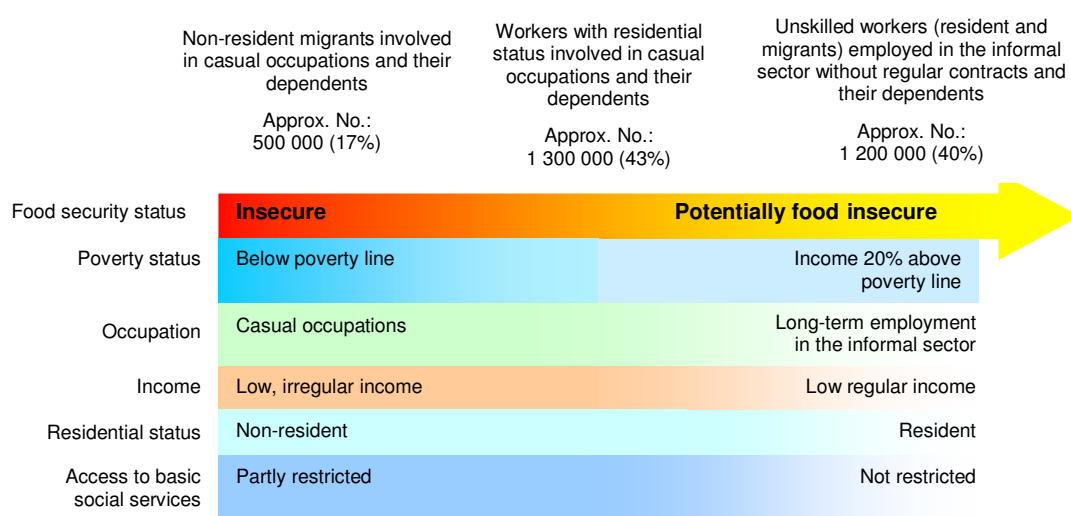 Non-resident migrants involved
in casual occupations and their
dependents
Approx. No.:
500 000 (17%)
Workers with residential
status involved in casual
occupations and their
dependents
Approx. No.:
1 300 000 (43%)
Unskilled workers (resident and
migrants) employed in the informal
sector without regular contracts and
their dependents
Approx. No.:
1 200 000 (40%)
Food security status
Insecure
Potentially food insecure
Poverty status
Below poverty line
Income 20% above
poverty line
Occupation
Casual occupations
Long-term employment
in the informal sector
Income
Low, irregular income
Low regular income
Residential status
Non-resident
Resident
Access to basic
social services
Partly restricted
Not restricted